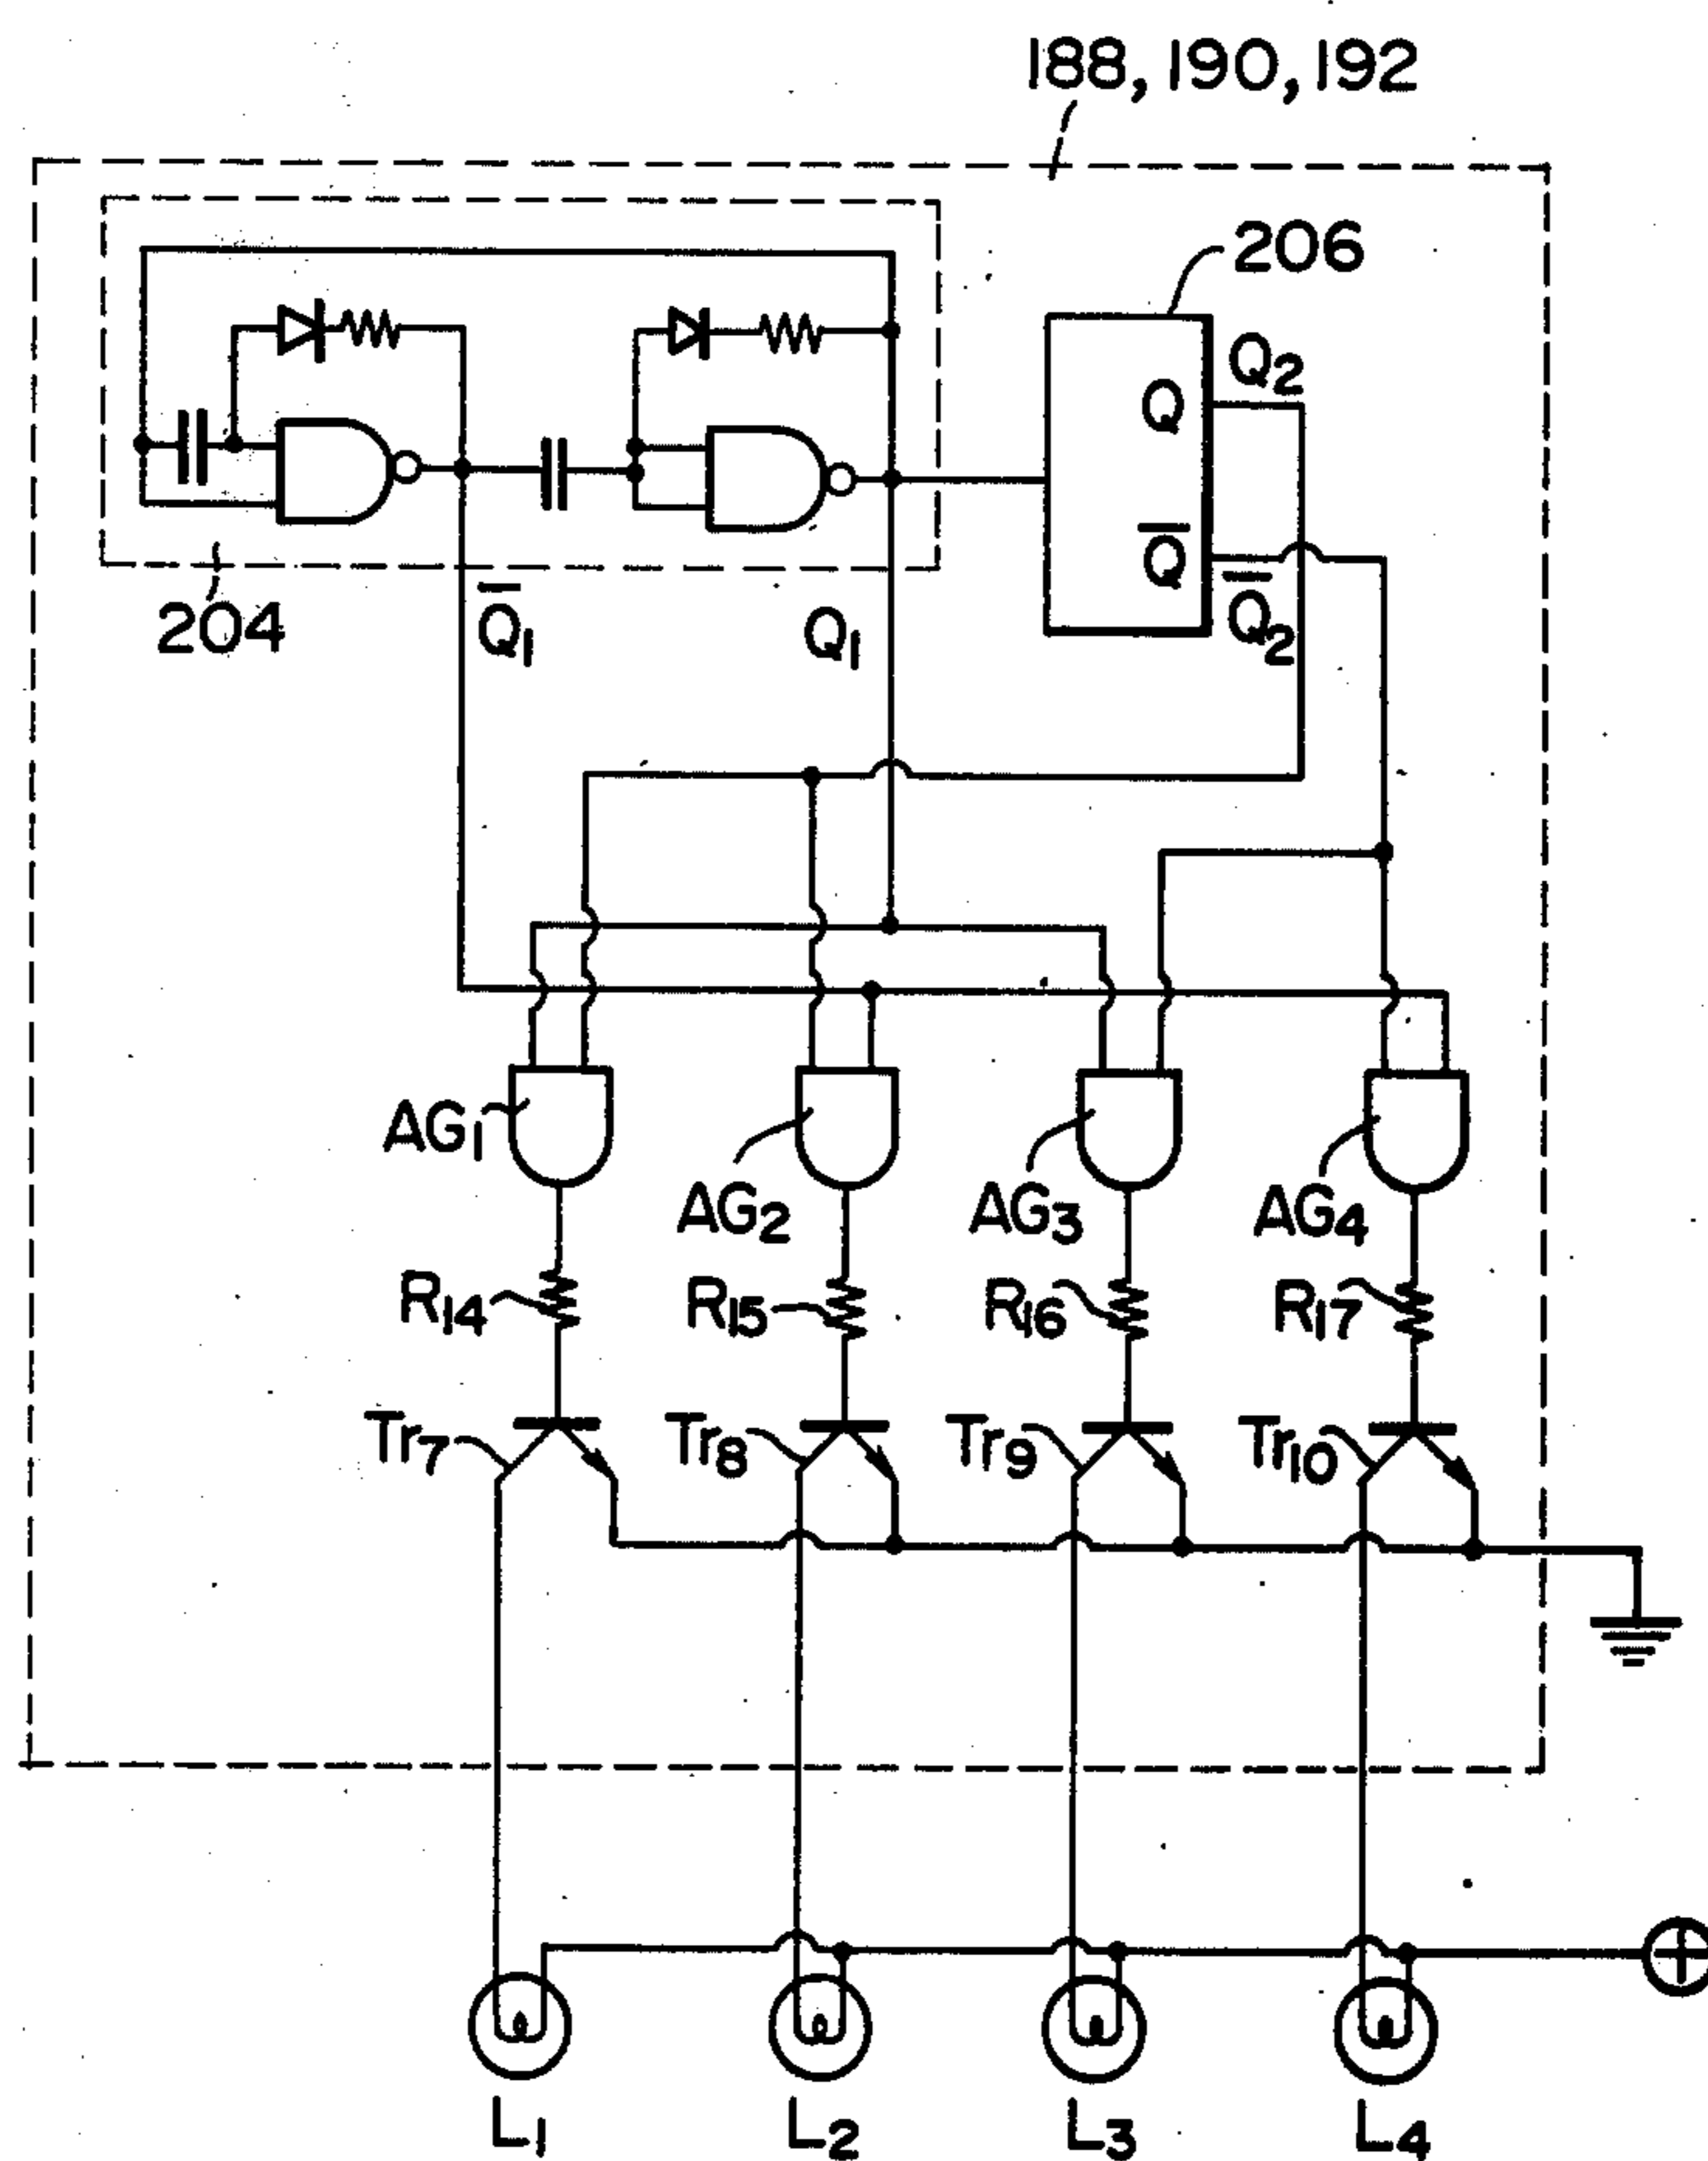 188, 190, 192
206
Q Q₂
Q̅ Q̅₂
204 Q̅₁ Q₁
AG₁ AG₂ AG₃ AG₄
R₁₄ R₁₅ R₁₆ R₁₇
Tr₇ Tr₈ Tr₉ Tr₁₀
L₁ L₂ L₃ L₄